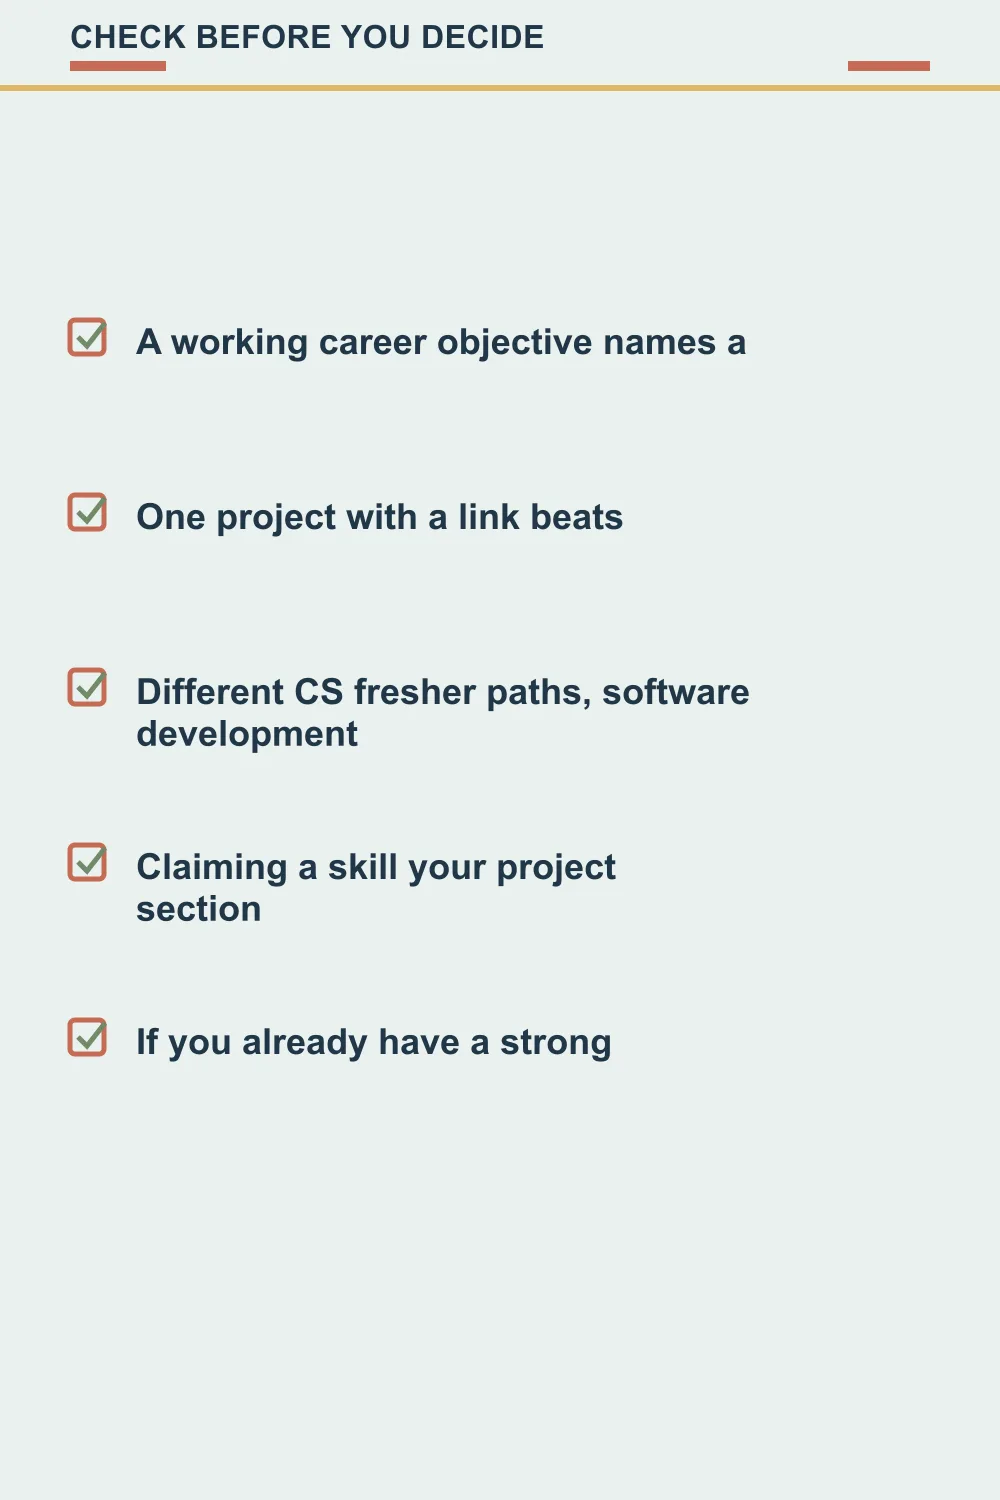 CHECK BEFORE YOU DECIDE
A working career objective names a
One project with a link beats
Different CS fresher paths, software
development
Claiming a skill your project
section
If you already have a strong